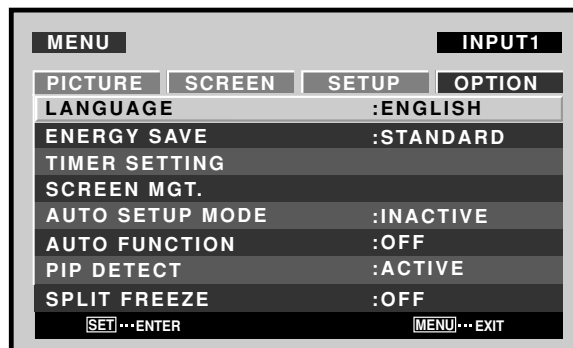 MENU INPUT1
PICTURE SCREEN SETUP OPTION
LANGUAGE :ENGLISH
ENERGY SAVE :STANDARD
TIMER SETTING
SCREEN MGT.
AUTO SETUP MODE :INACTIVE
AUTO FUNCTION :OFF
PIP DETECT :ACTIVE
SPLIT FREEZE :OFF
SET···ENTER MENU···EXIT